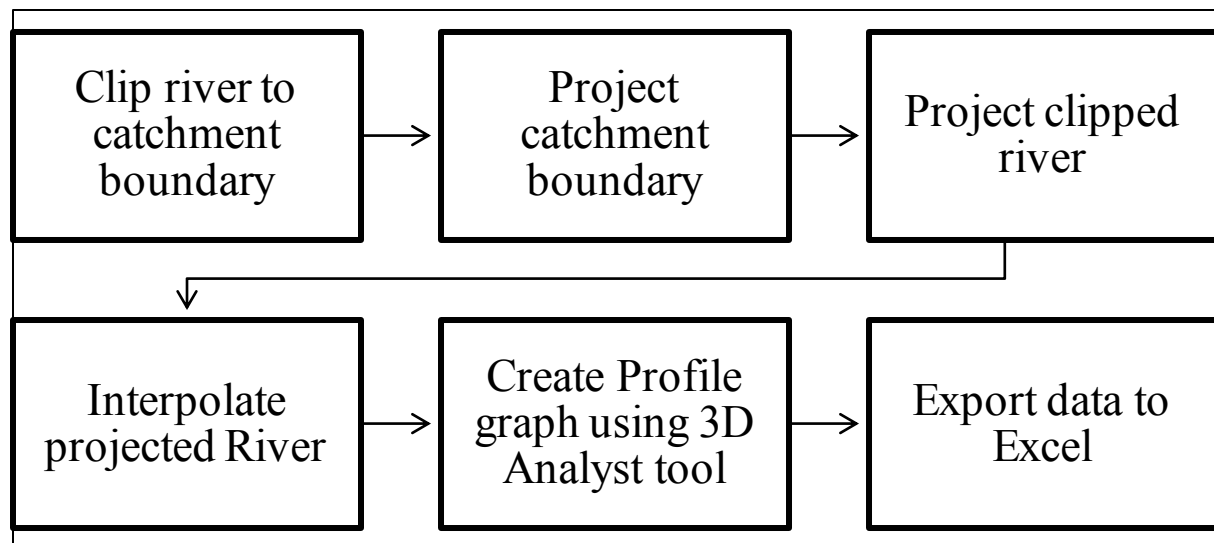 Clip river to
catchment
boundary
Project
catchment
boundary
Project clipped
river
Interpolate
projected River
Create Profile
graph using 3D
Analyst tool
Export data to
Excel